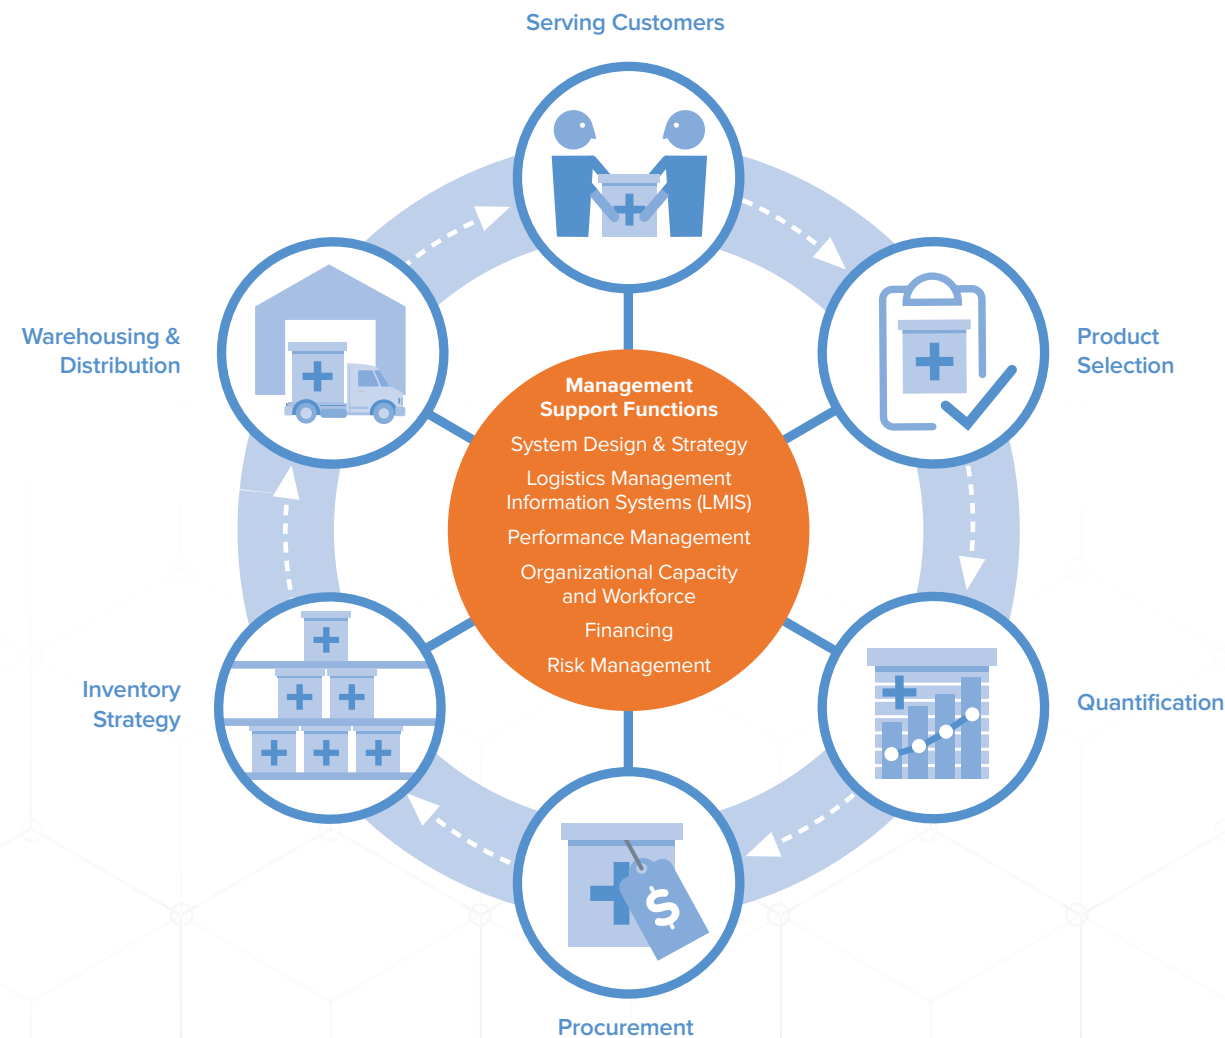 Serving Customers
Warehousing &
Distribution
Product
Selection
Management
Support Functions
System Design & Strategy
Logistics Management
Information Systems (LMIS)
Performance Management
Organizational Capacity
and Workforce
Financing
Risk Management
Inventory
Strategy
Quantification
$
Procurement